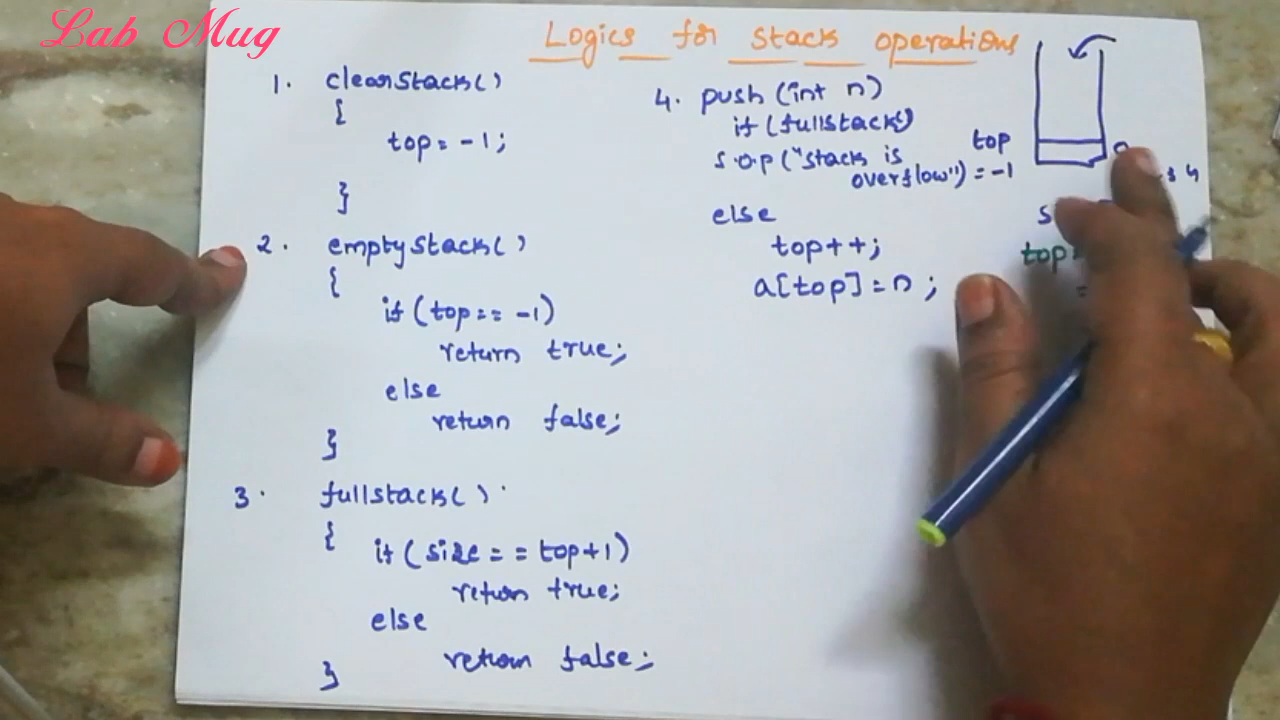 Lab Mug
Logics for stack operations
1. clearstack()
{
top = -1;
}
2. emptystack()
{
if (top == -1)
return true;
else
return false;
}
3. fullstack()
{
if (size == top+1)
return true;
else
return false;
}
4. push (int n)
if (fullstack)
s.o.p ("stack is
overflow")
else
top++;
a[top] = n;
top
= -1
top